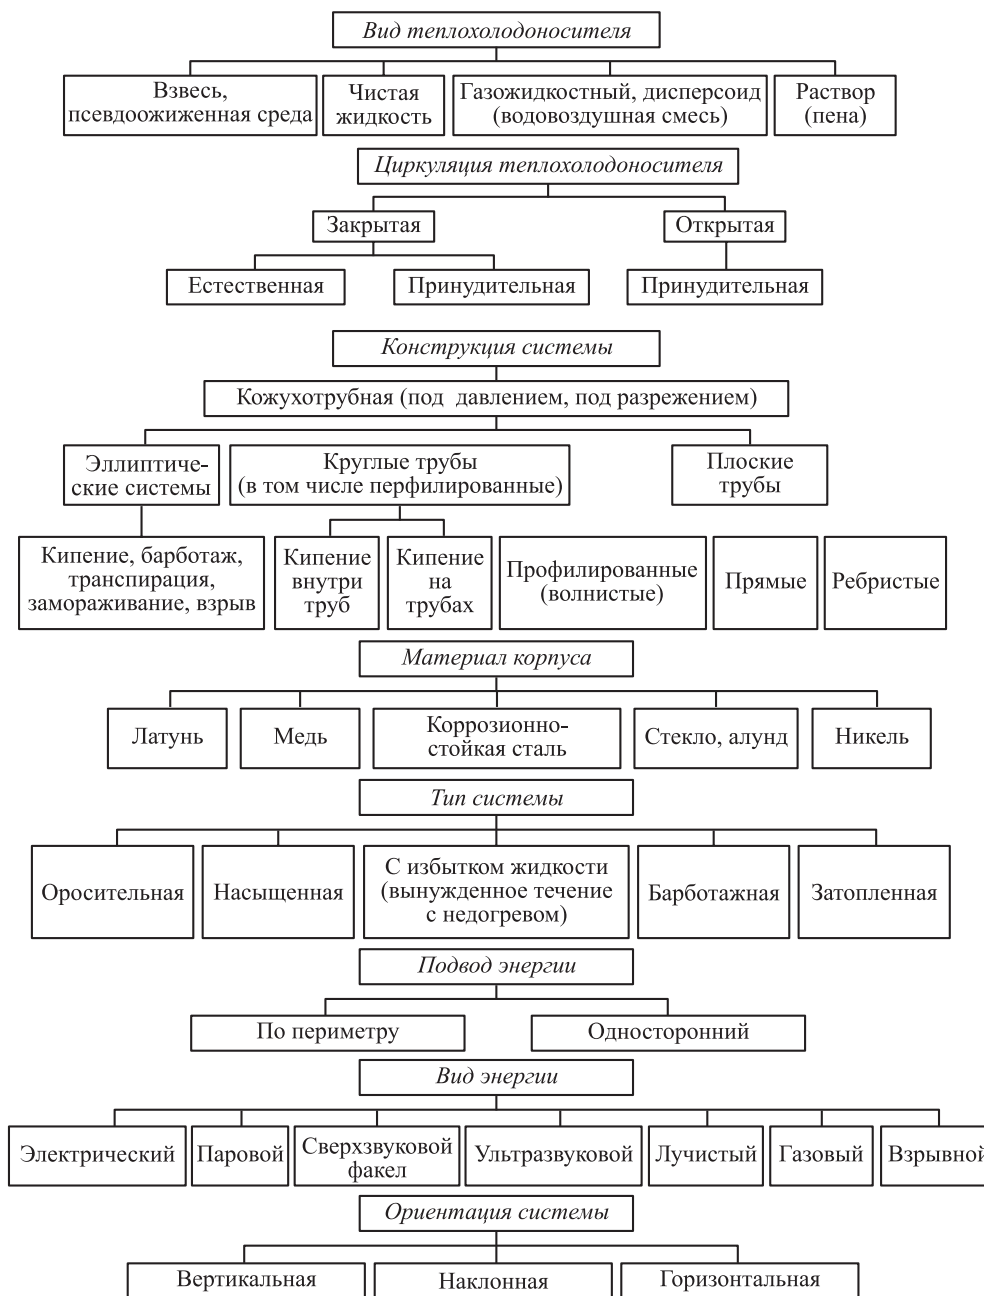 Вид теплохолодоносителя
Взвесь,
псевдоожиженная среда
Чистая
жидкость
Газожидкостный, дисперсоид
(водовоздушная смесь)
Раствор
(пена)
Циркуляция теплохолодоносителя
Закрытая
Открытая
Естественная
Принудительная
Принудительная
Конструкция системы
Кожухотрубная (под давлением, под разрежением)
Эллиптиче-
ские системы
Круглые трубы
(в том числе перфилированные)
Плоские
трубы
Кипение, барботаж,
транспирация,
замораживание, взрыв
Кипение
внутри
труб
Кипение
на
трубах
Профилированные
(волнистые)
Прямые
Ребристые
Материал корпуса
Латунь
Медь
Коррозионно-
стойкая сталь
Стекло, алунд
Никель
Тип системы
Оросительная
Насыщенная
С избытком жидкости
(вынужденное течение
с недогревом)
Барботажная
Затопленная
Подвод энергии
По периметру
Односторонний
Вид энергии
Электрический
Паровой
Сверхзвуковой
факел
Ультразвуковой
Лучистый
Газовый
Взрывной
Ориентация системы
Вертикальная
Наклонная
Горизонтальная